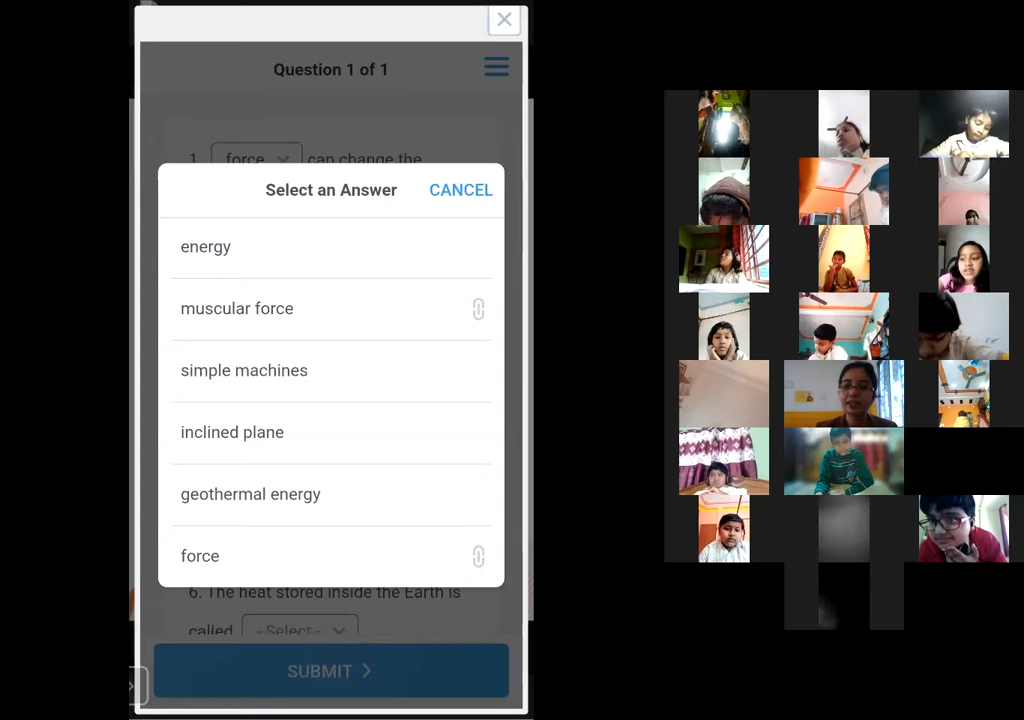 Question 1 of 1
1. force can change the
Select an Answer CANCEL
energy
muscular force
simple machines
inclined plane
geothermal energy
force
6. The heat stored inside the Earth is
called - Select -
SUBMIT